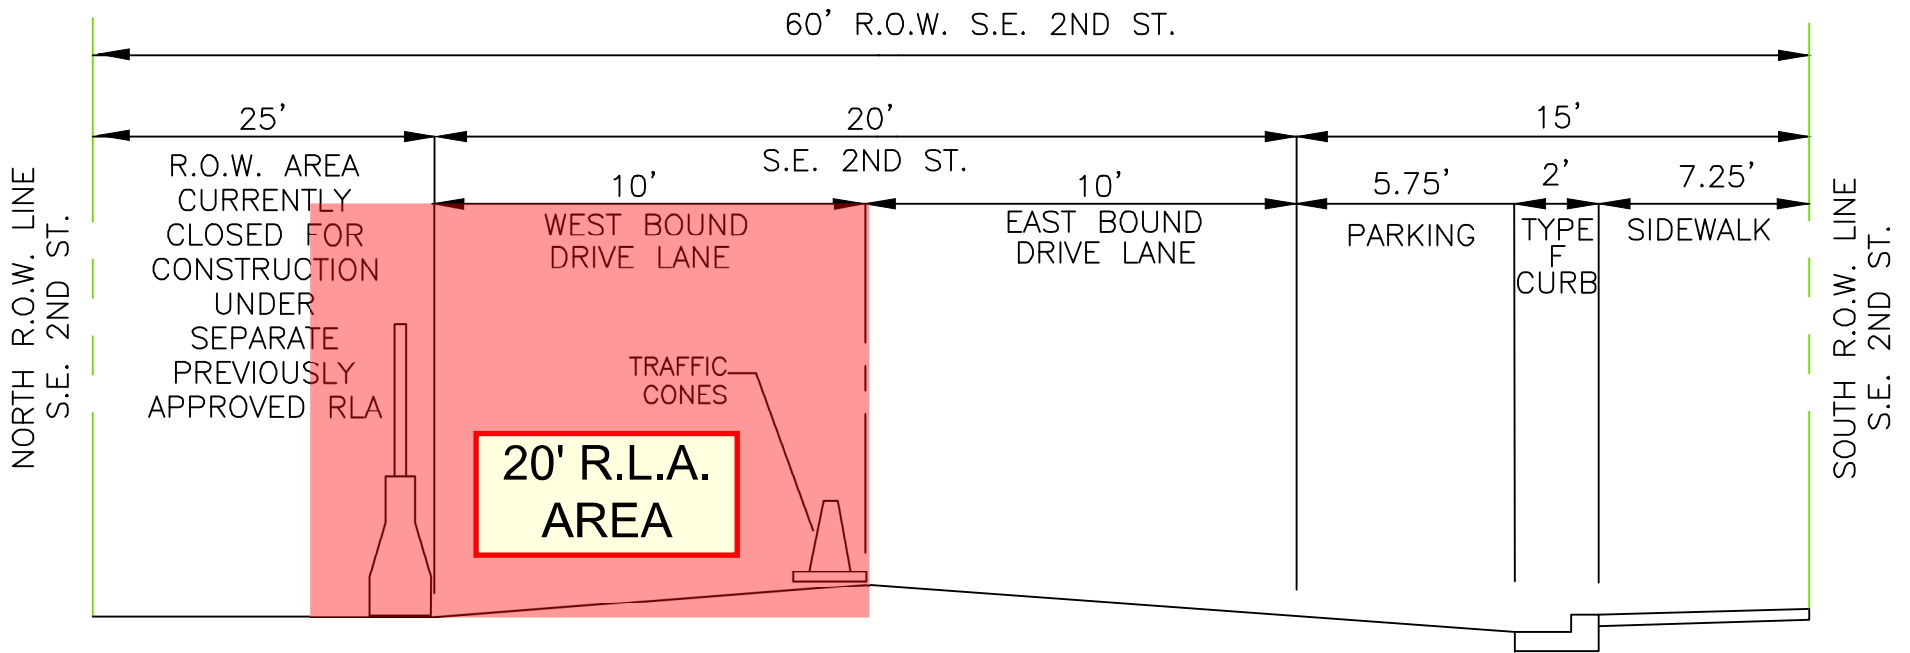 60' R.O.W. S.E. 2ND ST.
25'
20'
15'
S.E. 2ND ST.
R.O.W. AREA
CURRENTLY
CLOSED FOR
CONSTRUCTION
UNDER
SEPARATE
PREVIOUSLY
APPROVED RLA
10'
WEST BOUND
DRIVE LANE
10'
EAST BOUND
DRIVE LANE
5.75'
PARKING
2'
TYPE
F
CURB
7.25'
SIDEWALK
TRAFFIC
CONES
20' R.L.A.
AREA
NORTH R.O.W. LINE
S.E. 2ND ST.
SOUTH R.O.W. LINE
S.E. 2ND ST.